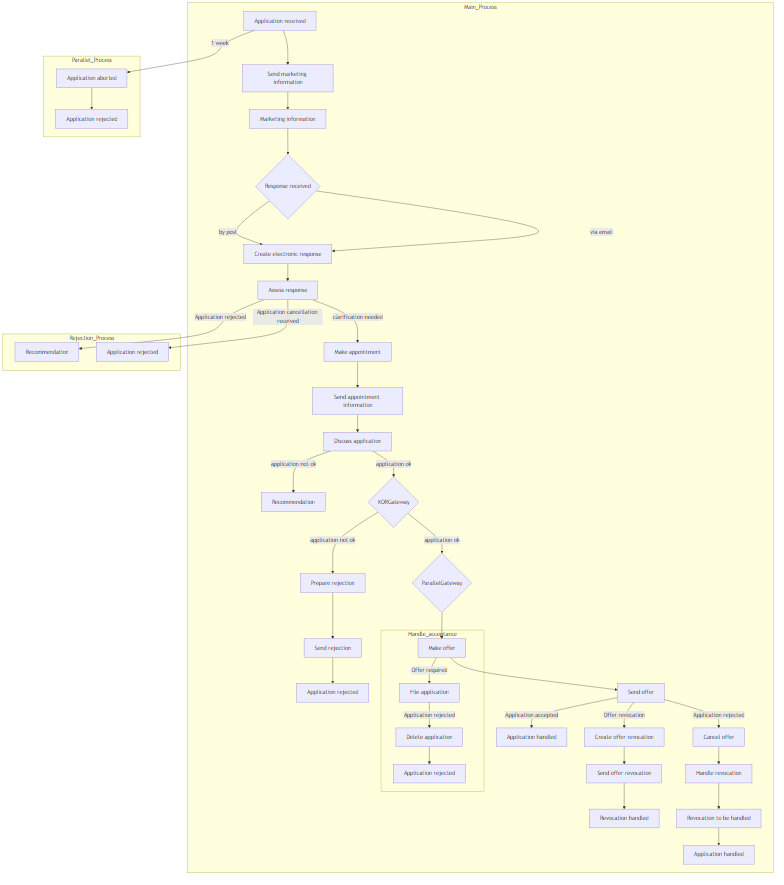 Main_Process
Application received
1 week
Parallel_Process
Application aborted
Send marketing
information
Application rejected
Marketing information
Response received
by post
via email
Create electronic response
Assess response
Application rejected
Application cancellation
received
clarification needed
Rejection_Process
Recommendation
Application rejected
Make appointment
Send appointment
information
Discuss application
application not ok
application ok
Recommendation
XORGateway
application not ok
application ok
Prepare rejection
ParallelGateway
Handle_acceptance
Send rejection
Make offer
Offer required
Application rejected
File application
Send offer
Application rejected
Application accepted
Offer revocation
Application rejected
Delete application
Application handled
Create offer revocation
Cancel offer
Application rejected
Send offer revocation
Handle revocation
Revocation handled
Revocation to be handled
Application handled